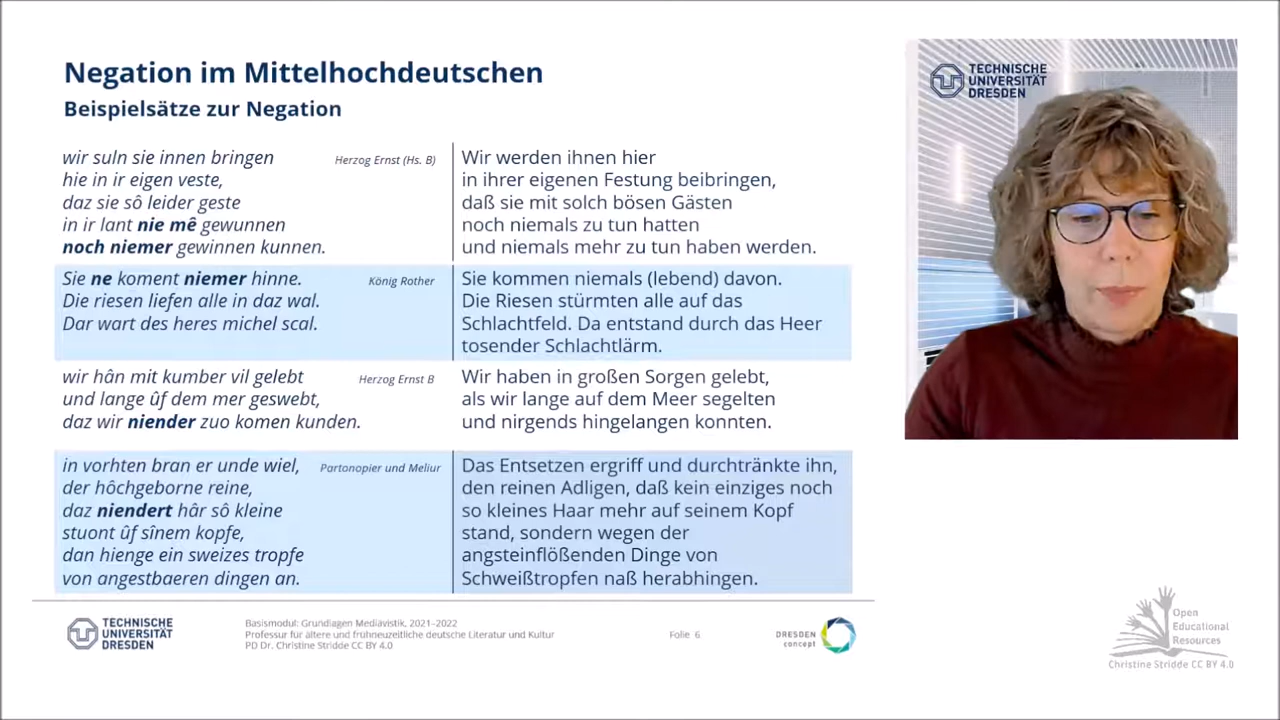 Negation im Mittelhochdeutschen
Beispielsätze zur Negation
wir suln sie innen bringen
Herzog Ernst (Hs. B)
hie in ir eigen veste,
daz sie sô leider geste
in ir lant nie mê gewunnen
noch niemer gewinnen kunnen.
Wir werden ihnen hier
in ihrer eigenen Festung beibringen,
daß sie mit solch bösen Gästen
noch niemals zu tun hatten
und niemals mehr zu tun haben werden.
Sie ne koment niemer hinne.
König Rother
Die riesen liefen alle in daz wal.
Dar wart des heres michel scal.
Sie kommen niemals (lebend) davon.
Die Riesen stürmten alle auf das
Schlachtfeld. Da entstand durch das Heer
tosender Schlachtlärm.
wir hân mit kumber vil gelebt
Herzog Ernst B
und lange ûf dem mer geswebt,
daz wir niender zuo komen kunden.
Wir haben in großen Sorgen gelebt,
als wir lange auf dem Meer segelten
und nirgends hingelangen konnten.
in vorhten bran er unde wiel,
Partonopier und Meliur
der hôchgeborne reine,
daz niendert hâr sô kleine
stuont ûf sînem kopfe,
dan hienge ein sweizes tropfe
von angestbaeren dingen an.
Das Entsetzen ergriff und durchtränkte ihn,
den reinen Adligen, daß kein einziges noch
so kleines Haar mehr auf seinem Kopf
stand, sondern wegen der
angsteinflößenden Dinge von
Schweißtropfen naß herabhingen.
TECHNISCHE
UNIVERSITÄT
DRESDEN
Basismodul: Grundlagen Mediävistik, 2021–2022
Professur für ältere und frühneuzeitliche deutsche Literatur und Kultur
PD Dr. Christine Stridde CC BY 4.0
Folie 6
DRESDEN
concept
TECHNISCHE
UNIVERSITÄT
DRESDEN
Open
Educational
Resources
Christine Stridde CC BY 4.0